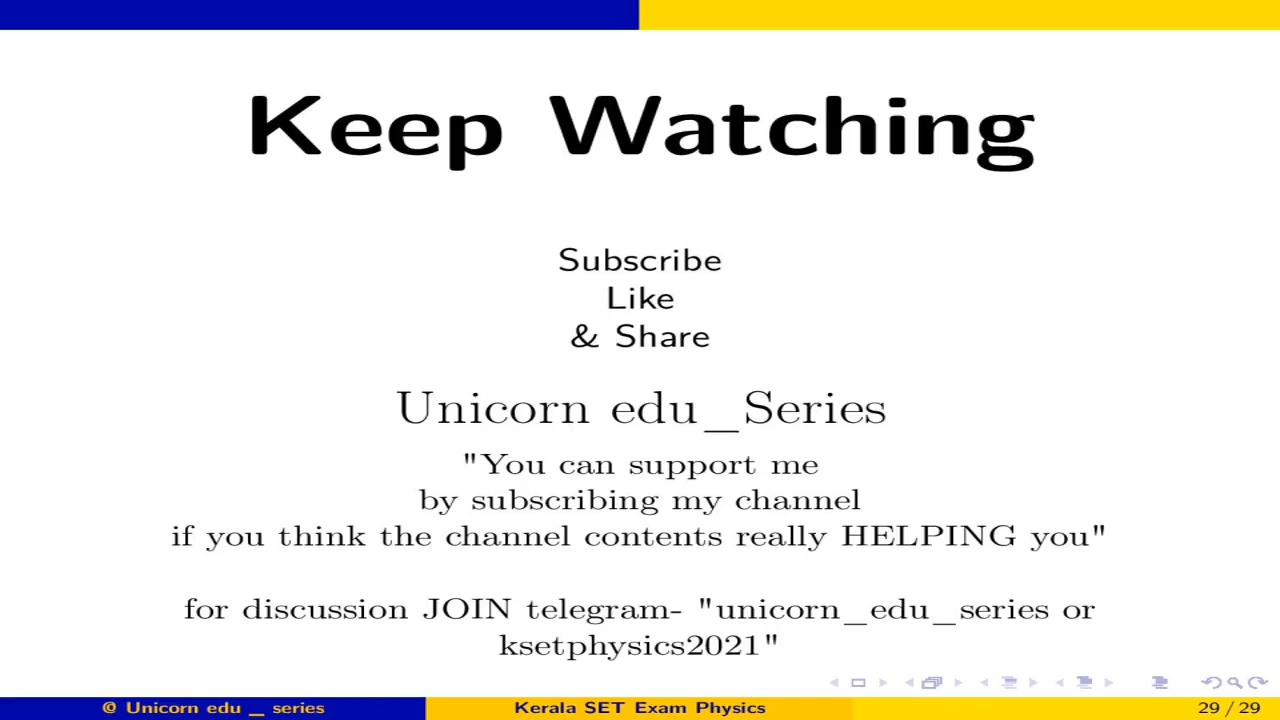 Keep Watching
Subscribe
Like
& Share
Unicorn edu_Series
"You can support me
by subscribing my channel
if you think the channel contents really HELPING you"
for discussion JOIN telegram- "unicorn_edu_series or
ksetphysics2021"
@ Unicorn edu _ series
Kerala SET Exam Physics
29 / 29